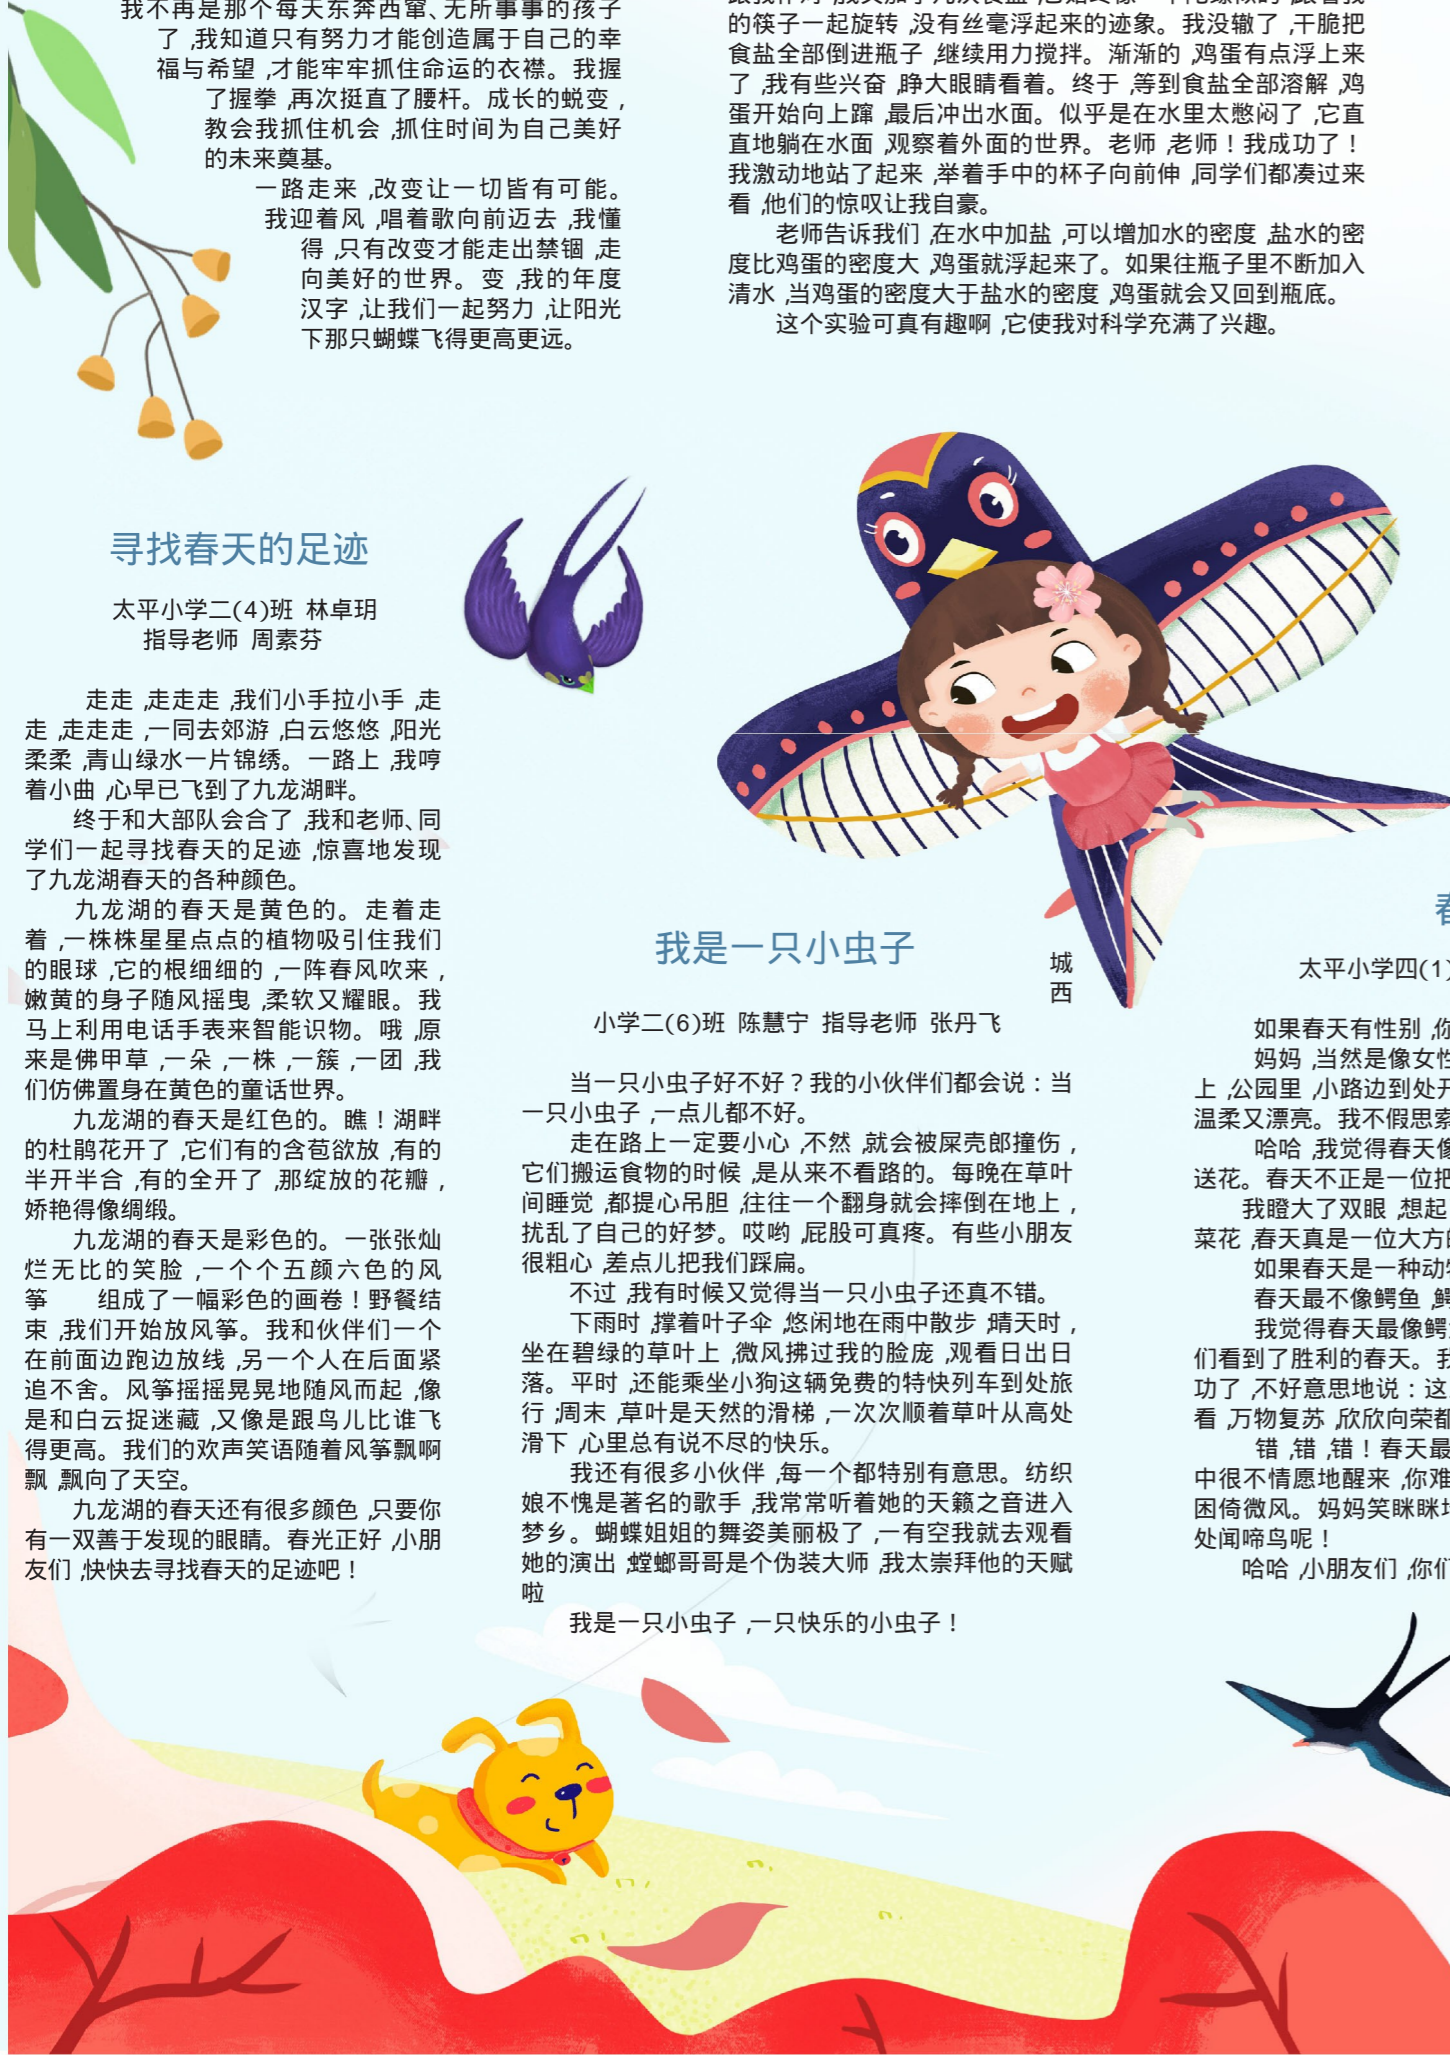 我不再是那个每天东奔西窜、无所事事的孩子
了,我知道只有努力才能创造属于自己的幸
福与希望,才能牢牢抓住命运的衣襟。我握
了握拳,再次挺直了腰杆。成长的蜕变,
教会我抓住机会,抓住时间为自己美好
的未来奠基。
一路走来,改变让一切皆有可能。
我迎着风,唱着歌向前迈去,我懂
得,只有改变才能走出禁锢,走
向美好的世界。变,我的年度
汉字,让我们一起努力,让阳光
下那只蝴蝶飞得更高更远。
的筷子一起旋转,没有丝毫浮起来的迹象。我没辙了,干脆把
食盐全部倒进瓶子,继续用力搅拌。渐渐的,鸡蛋有点浮上来
了,我有些兴奋,睁大眼睛看着。终于,等到食盐全部溶解,鸡
蛋开始向上蹿,最后冲出水面。似乎是在水里太憋闷了,它直
直地躺在水面,观察着外面的世界。老师,老师!我成功了!
我激动地站了起来,举着手中的杯子向前伸,同学们都凑过来
看,他们的惊叹让我自豪。
老师告诉我们,在水中加盐,可以增加水的密度,盐水的密
度比鸡蛋的密度大,鸡蛋就浮起来了。如果往瓶子里不断加入
清水,当鸡蛋的密度大于盐水的密度,鸡蛋就会又回到瓶底。
这个实验可真有趣啊,它使我对科学充满了兴趣。
寻找春天的足迹
太平小学二(4)班 林卓玥
指导老师 周素芬
走走,走走走,我们小手拉小手,走
走,走走走,一同去郊游,白云悠悠,阳光
柔柔,青山绿水一片锦绣。一路上,我哼
着小曲,心早已飞到了九龙湖畔。
终于和大部队会合了,我和老师、同
学们一起寻找春天的足迹,惊喜地发现
了九龙湖春天的各种颜色。
九龙湖的春天是黄色的。走着走
着,一株株星星点点的植物吸引住我们
的眼球,它的根细细的,一阵春风吹来,
嫩黄的身子随风摇曳,柔软又耀眼。我
马上利用电话手表来智能识物。哦,原
来是佛甲草,一朵,一株,一簇,一团,我
们仿佛置身在黄色的童话世界。
九龙湖的春天是红色的。瞧!湖畔
的杜鹃花开了,它们有的含苞欲放,有的
半开半合,有的全开了,那绽放的花瓣,
娇艳得像绸缎。
九龙湖的春天是彩色的。一张张灿
烂无比的笑脸,一个个五颜六色的风
筝 组成了一幅彩色的画卷!野餐结
束,我们开始放风筝。我和伙伴们一个
在前面边跑边放线,另一个人在后面紧
追不舍。风筝摇摇晃晃地随风而起,像
是和白云捉迷藏,又像是跟鸟儿比谁飞
得更高。我们的欢声笑语随着风筝飘啊
飘,飘向了天空。
九龙湖的春天还有很多颜色,只要你
有一双善于发现的眼睛。春光正好,小朋
友们,快快去寻找春天的足迹吧!
我是一只小虫子
城
西
小学二(6)班 陈慧宁 指导老师 张丹飞
当一只小虫子好不好?我的小伙伴们都会说:当
一只小虫子,一点儿都不好。
走在路上一定要小心,不然,就会被屎壳郎撞伤,
它们搬运食物的时候,是从来不看路的。每晚在草叶
间睡觉,都提心吊胆,往往一个翻身就会摔倒在地上,
扰乱了自己的好梦。哎哟,屁股可真疼。有些小朋友
很粗心,差点儿把我们踩扁。
不过,我有时候又觉得当一只小虫子还真不错。
下雨时,撑着叶子伞,悠闲地在雨中散步;晴天时,
坐在碧绿的草叶上,微风拂过我的脸庞,观看日出日
落。平时,还能乘坐小狗这辆免费的特快列车到处旅
行;周末,草叶是天然的滑梯,一次次顺着草叶从高处
滑下,心里总有说不尽的快乐。
我还有很多小伙伴,每一个都特别有意思。纺织
娘不愧是著名的歌手,我常常听着她的天籁之音进入
梦乡。蝴蝶姐姐的舞姿美丽极了,一有空我就去观看
她的演出;螳螂哥哥是个伪装大师,我太崇拜他的天赋
啦
我是一只小虫子,一只快乐的小虫子!
太平小学四(1)
如果春天有性别,你
妈妈,当然是像女性
上,公园里,小路边到处开
温柔又漂亮。我不假思索
哈哈,我觉得春天像
送花。春天不正是一位把
我瞪大了双眼,想起
菜花,春天真是一位大方的
如果春天是一种动物
春天最不像鳄鱼,鳄
我觉得春天最像鳄鱼
们看到了胜利的春天。我
功了,不好意思地说:这
看,万物复苏,欣欣向荣都
错,错,错!春天最
中很不情愿地醒来,你难
困倚微风。妈妈笑眯眯地
处闻啼鸟呢!
哈哈,小朋友们,你们